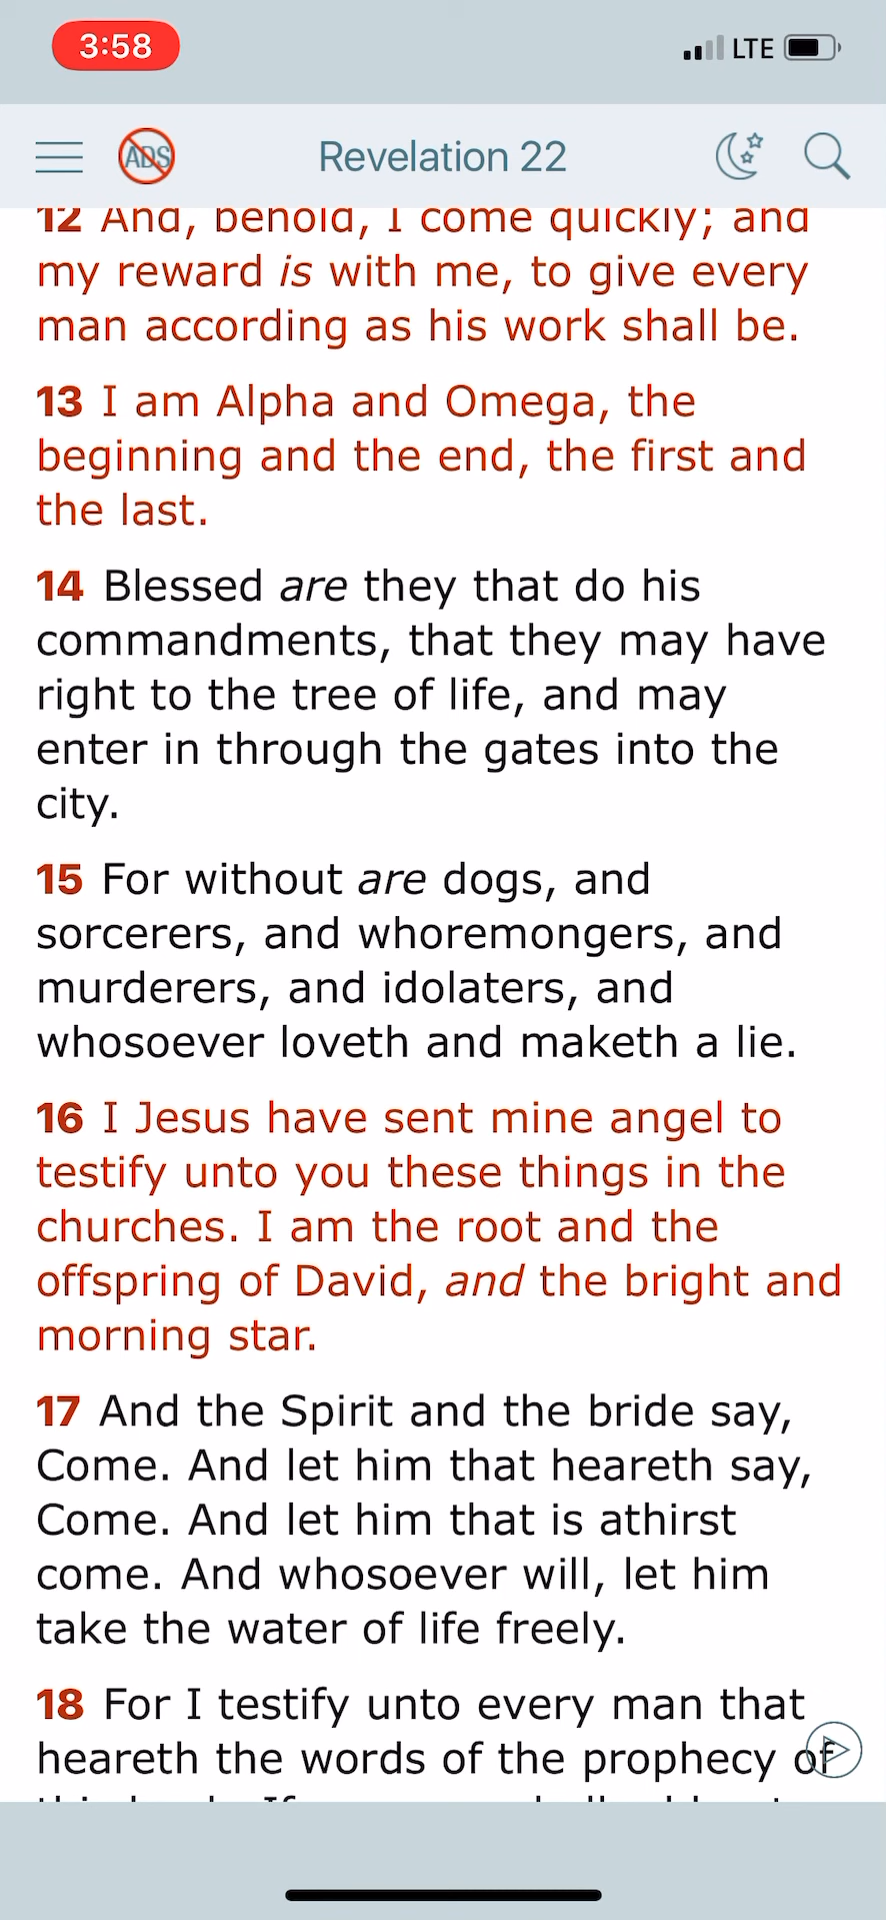 3:58
LTE
ADS
Revelation 22
12 And, behold, I come quickly; and
my reward is with me, to give every
man according as his work shall be.
13 I am Alpha and Omega, the
beginning and the end, the first and
the last.
14 Blessed are they that do his
commandments, that they may have
right to the tree of life, and may
enter in through the gates into the
city.
15 For without are dogs, and
sorcerers, and whoremongers, and
murderers, and idolaters, and
whosoever loveth and maketh a lie.
16 I Jesus have sent mine angel to
testify unto you these things in the
churches. I am the root and the
offspring of David, and the bright and
morning star.
17 And the Spirit and the bride say,
Come. And let him that heareth say,
Come. And let him that is athirst
come. And whosoever will, let him
take the water of life freely.
18 For I testify unto every man that
heareth the words of the prophecy of